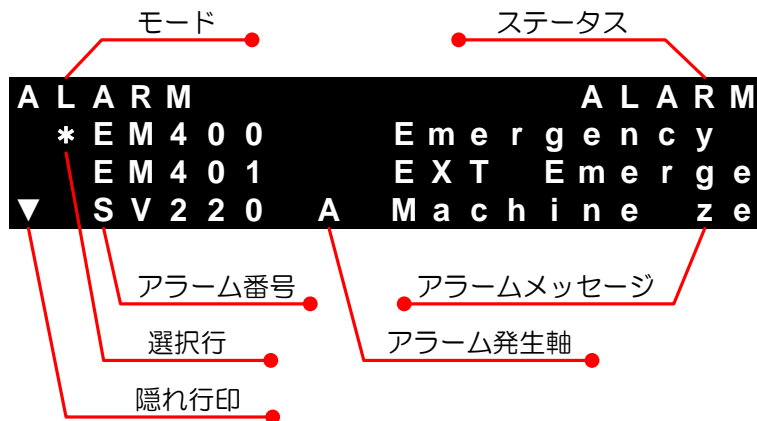 モード ステータス
ALARM ALARM
*EM400 Emergency
EM401 EXT Emerge
▼ SV220 A Machine ze
アラーム番号 アラームメッセージ
選択行 アラーム発生軸
隠れ行印